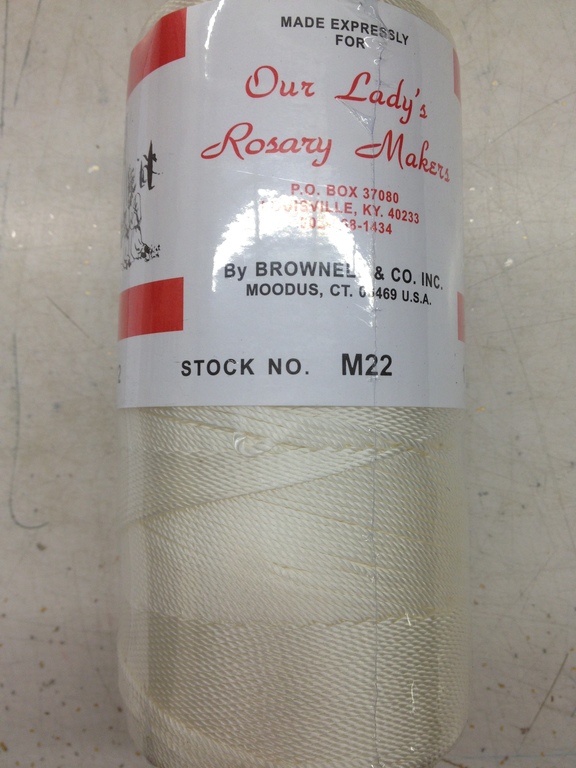 MADE EXPRESSLY
FOR
Our Lady's
Rosary Makers
P.O. BOX 37080
KY. 40233
By & CO. INC.
MOODUS, CT. U.S.A.
STOCK NO. M22